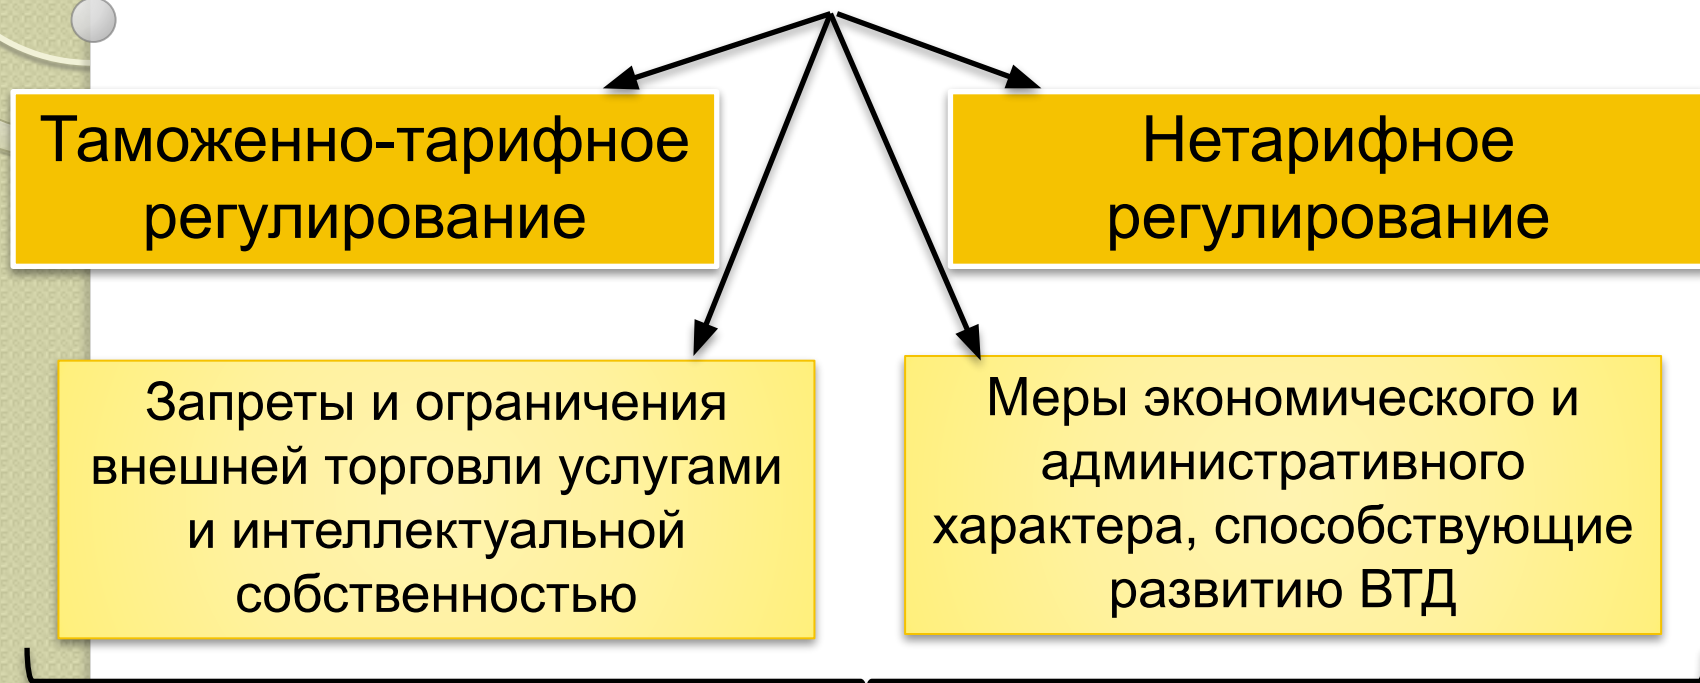 Таможенно-тарифное
регулирование
Нетарифное
регулирование
Запреты и ограничения
внешней торговли услугами
и интеллектуальной
собственностью
Меры экономического и
административного
характера, способствующие
развитию ВТД